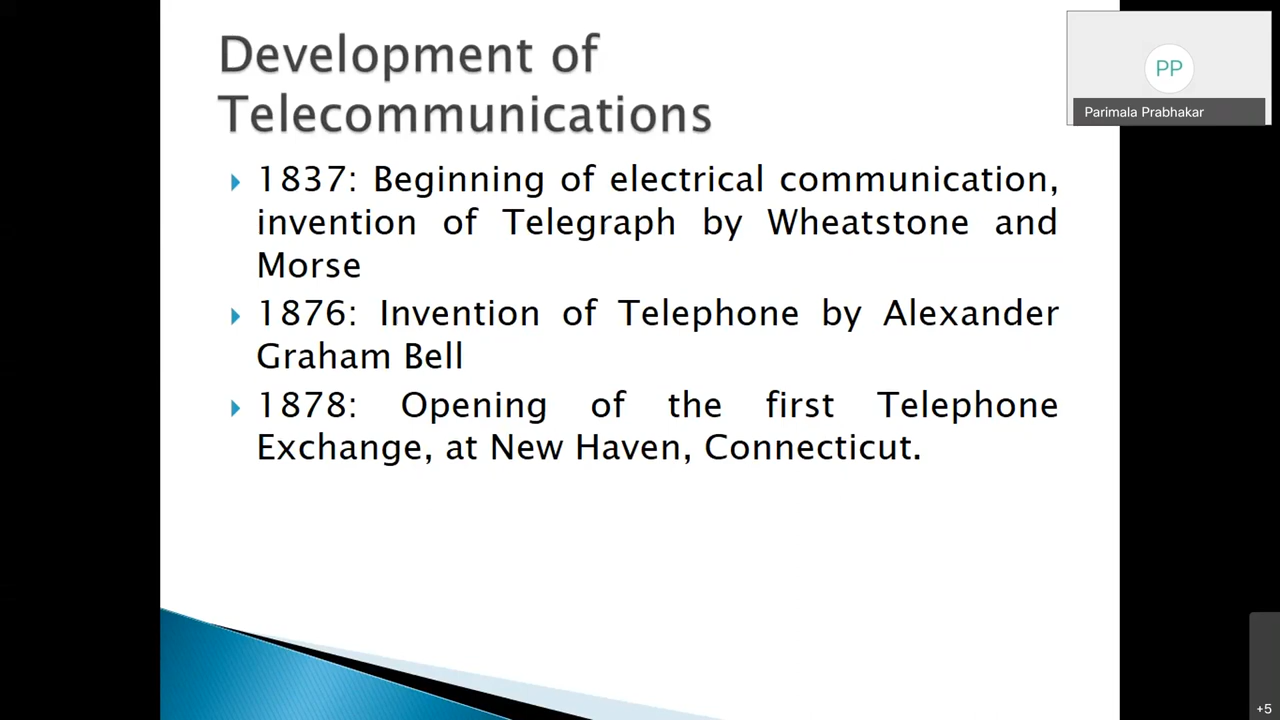 Development of
Telecommunications
PP
Parimala Prabhakar
1837: Beginning of electrical communication,
invention of Telegraph by Wheatstone and
Morse
1876: Invention of Telephone by Alexander
Graham Bell
1878: Opening of the first Telephone
Exchange, at New Haven, Connecticut.
+5